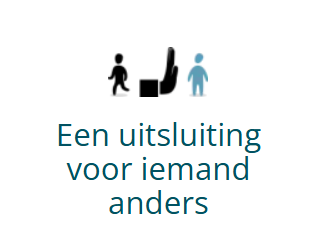 Een uitsluiting
voor iemand
anders